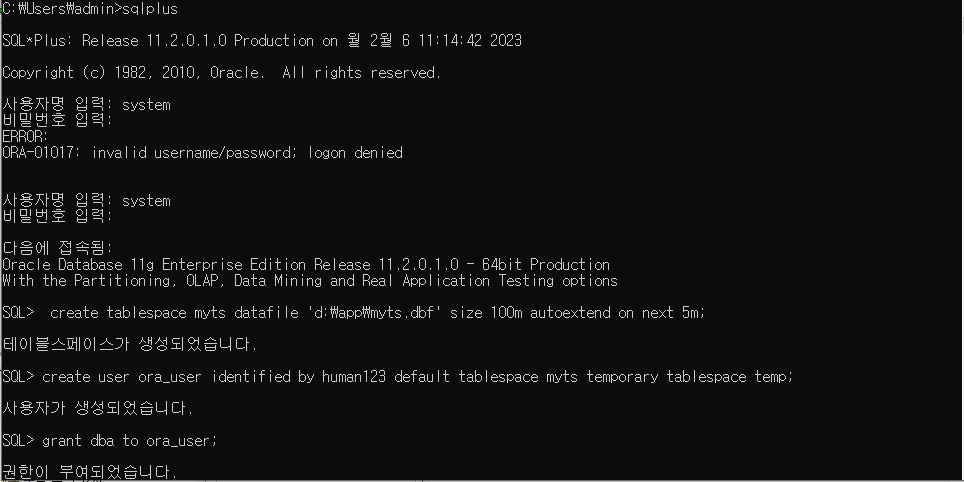 C:₩Users₩admin>sqlplus
SQL*Plus: Release 11.2.0.1.0 Production on 월 2월 6 11:14:42 2023
Copyright (c) 1982, 2010, Oracle.  All rights reserved.
사용자명 입력: system
비밀번호 입력:
ERROR:
ORA-01017: invalid username/password; logon denied
사용자명 입력: system
비밀번호 입력:
다음에 접속됨:
Oracle Database 11g Enterprise Edition Release 11.2.0.1.0 - 64bit Production
With the Partitioning, OLAP, Data Mining and Real Application Testing options
SQL>  create tablespace myts datafile 'd:₩app₩myts.dbf' size 100m autoextend on next 5m;
테이블스페이스가 생성되었습니다.
SQL> create user ora_user identified by human123 default tablespace myts temporary tablespace temp;
사용자가 생성되었습니다.
SQL> grant dba to ora_user;
권한이 부여되었습니다.